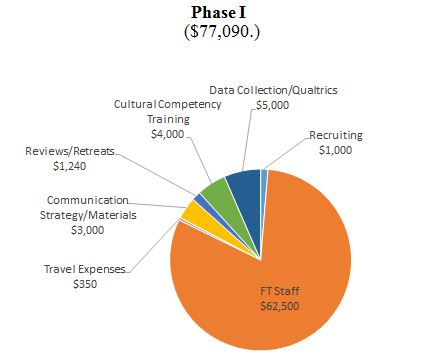 Phase I
($77,090.)
Data Collection/Qualtrics
$5,000
Cultural Competency
Training
$4,000
Recruiting
$1,000
Reviews/Retreats
$1,240
Communication
Strategy/Materials
$3,000
Travel Expenses
$350
FT Staff
$62,500